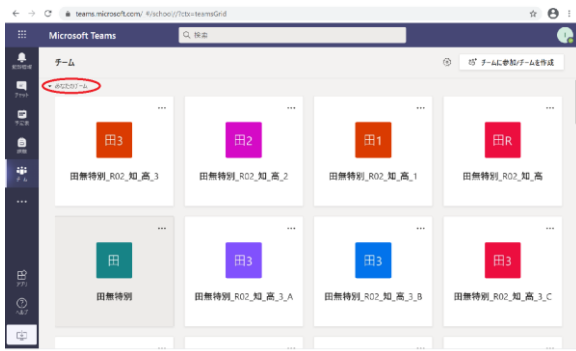 teams.microsoft.com/_#/school//?ctx=teamsGrid
Microsoft Teams
検索
チーム
チームに参加/チームを作成
あなたのチーム
チャット
予定表
課題
チーム
田3
田2
田1
田R
田無特別_R02_知_高_3
田無特別_R02_知_高_2
田無特別_R02_知_高_1
田無特別_R02_知_高
田
田3
田3
田3
田無特別
田無特別_R02_知_高_3_A
田無特別_R02_知_高_3_B
田無特別_R02_知_高_3_C
アプリ
ヘルプ